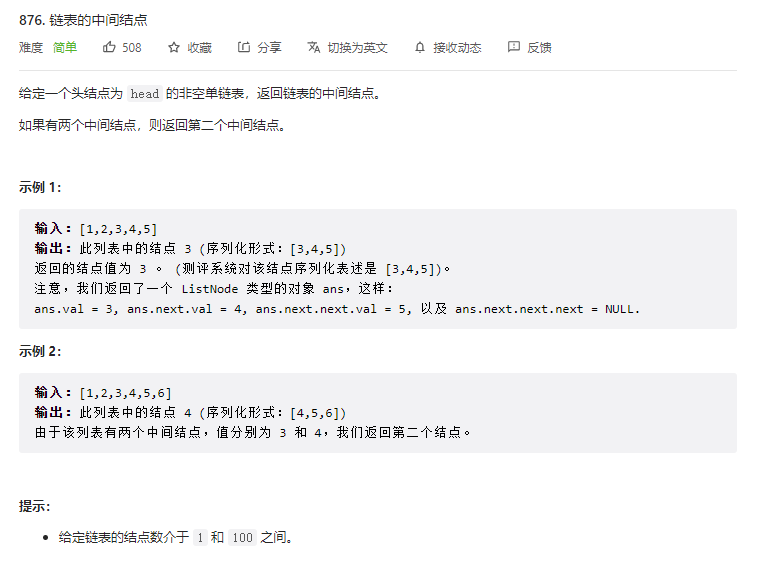 876. 链表的中间结点
难度 简单 508 收藏 分享 切换为英文 接收动态 反馈
给定一个头结点为 head 的非空单链表，返回链表的中间结点。
如果有两个中间结点，则返回第二个中间结点。
示例 1：
输入：[1,2,3,4,5]
输出：此列表中的结点 3 (序列化形式：[3,4,5])
返回的结点值为 3 。 (测评系统对该结点序列化表述是 [3,4,5])。
注意，我们返回了一个 ListNode 类型的对象 ans，这样：
ans.val = 3, ans.next.val = 4, ans.next.next.val = 5, 以及 ans.next.next.next = NULL.
示例 2：
输入：[1,2,3,4,5,6]
输出：此列表中的结点 4 (序列化形式：[4,5,6])
由于该列表有两个中间结点，值分别为 3 和 4，我们返回第二个结点。
提示：
• 给定链表的结点数介于 1 和 100 之间。